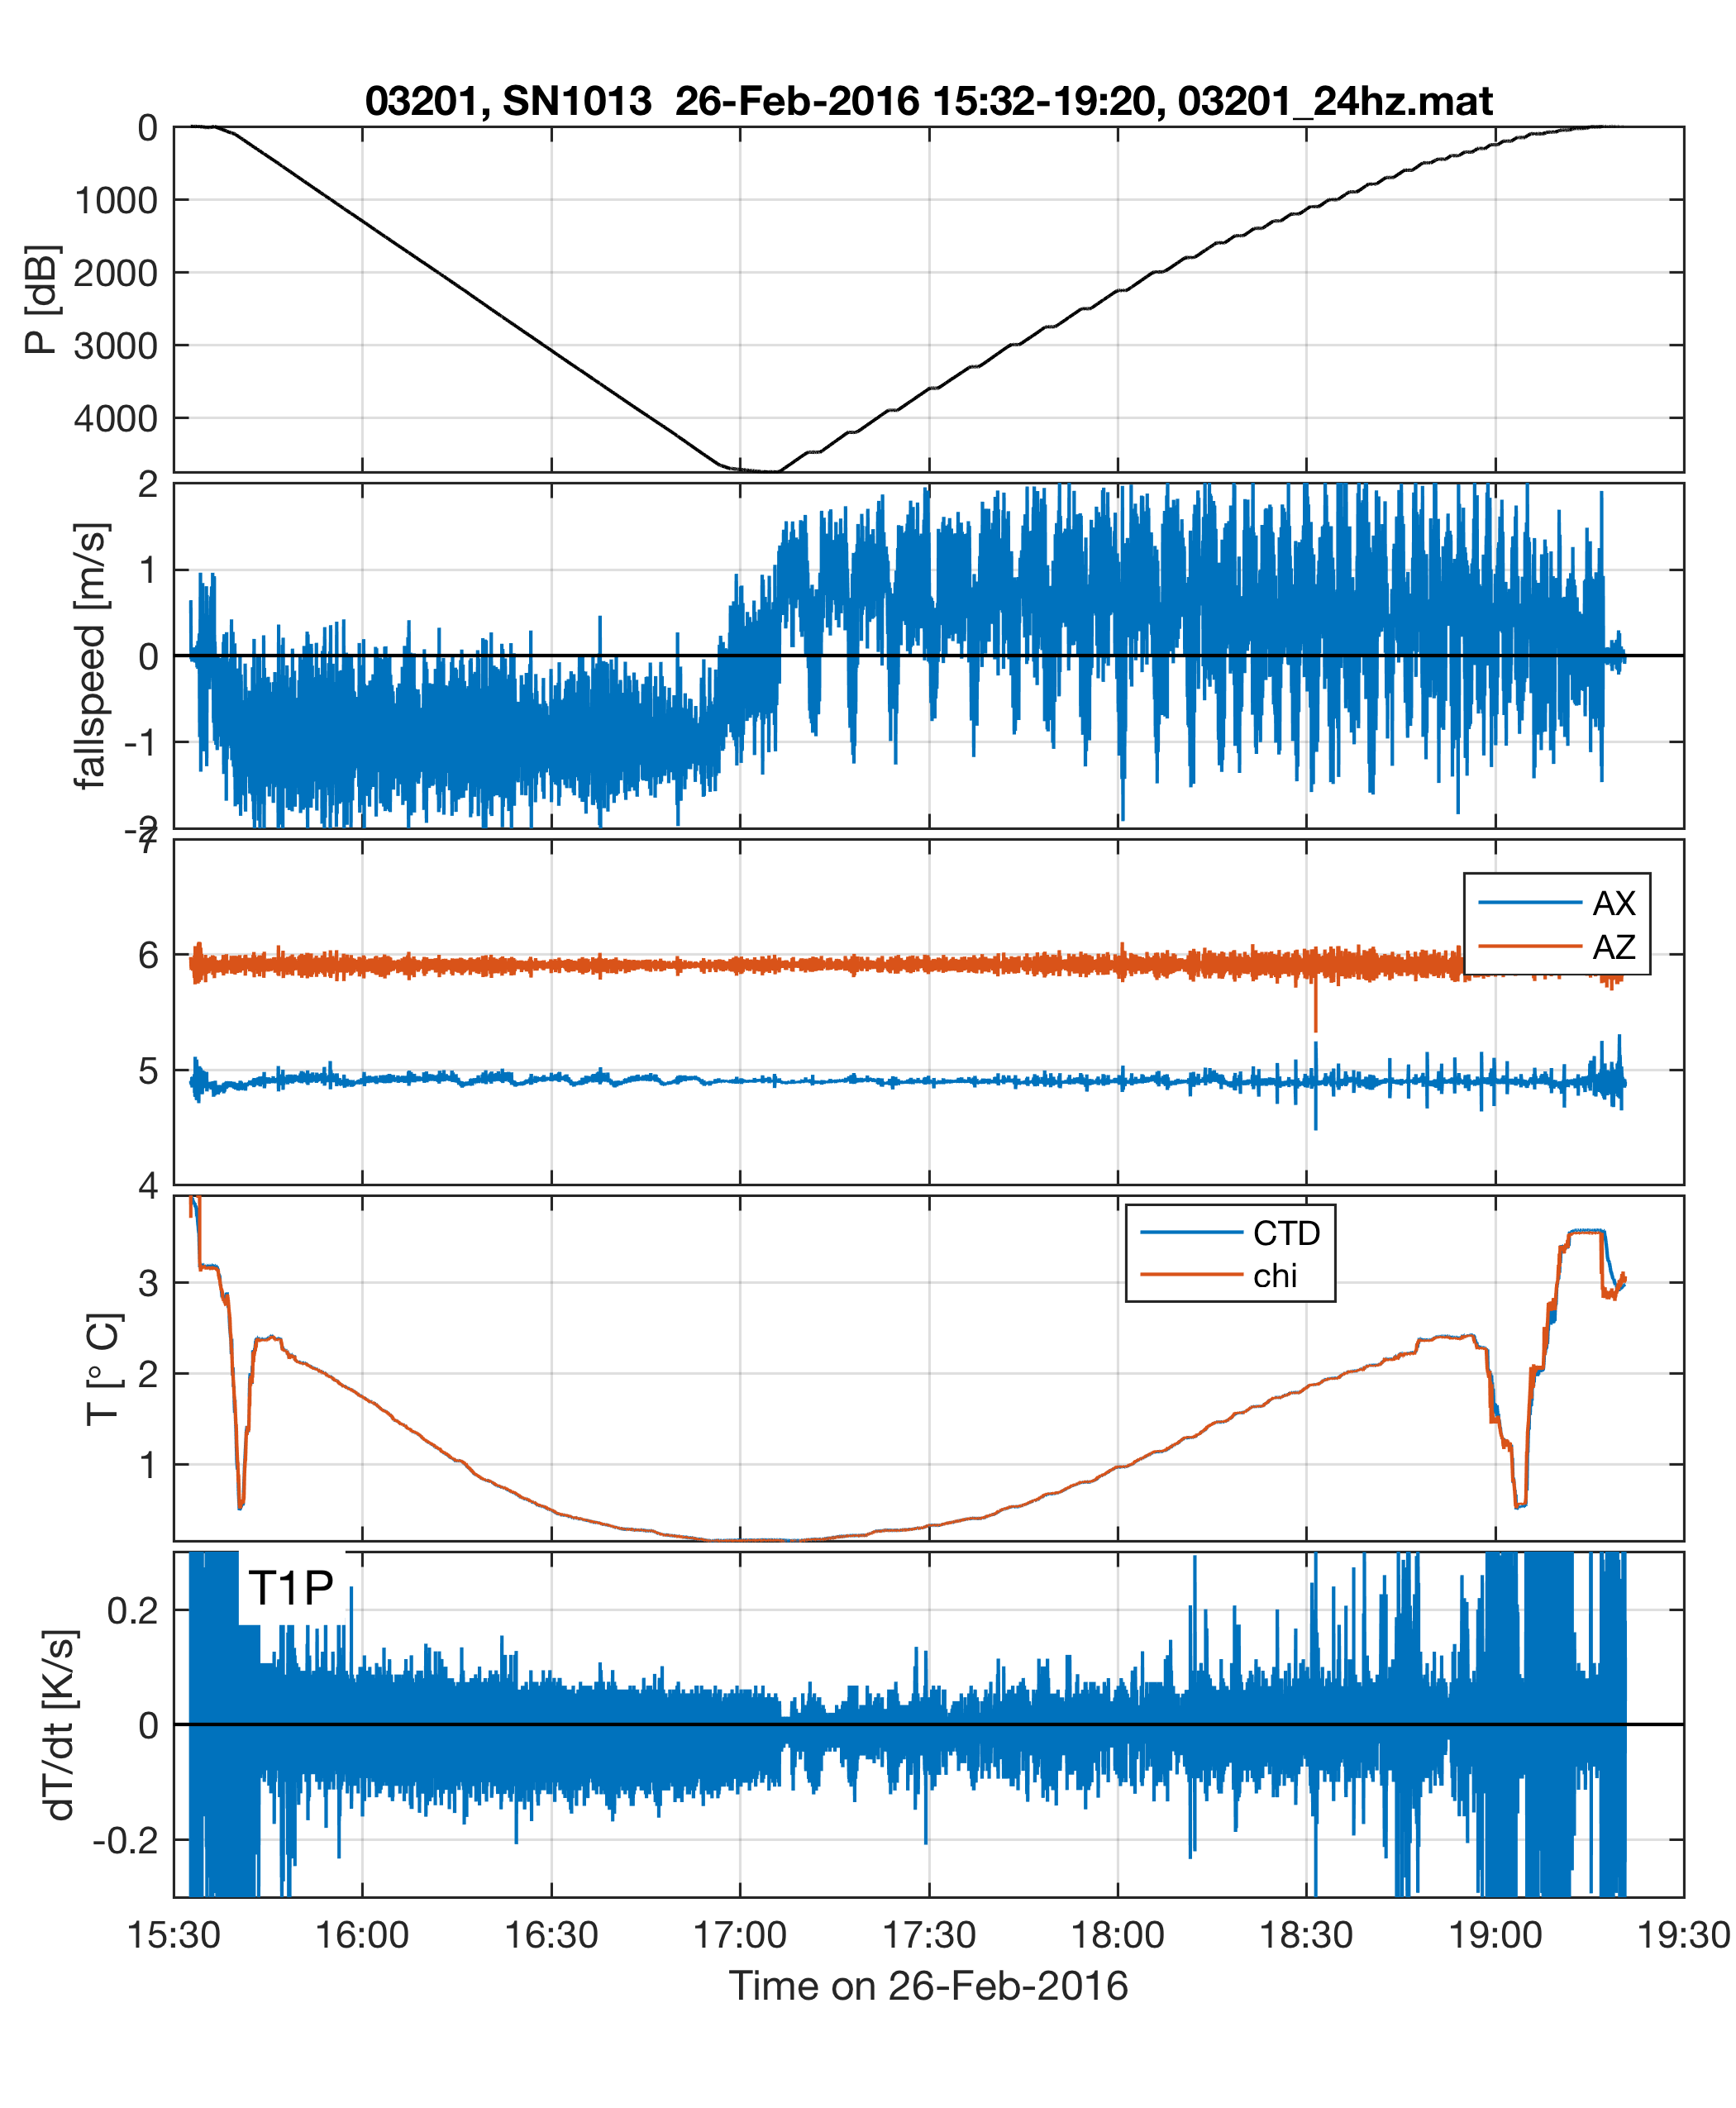 03201, SN1013  26-Feb-2016 15:32-19:20, 03201_24hz.mat
0
1000
2000
3000
4000
P [dB]
2
1
0
-1
-2
fallspeed [m/s]
7
6
5
4
AX
AZ
3
2
1
T [° C]
CTD
chi
T1P
0.2
0
-0.2
dT/dt [K/s]
15:30 16:00 16:30 17:00 17:30 18:00 18:30 19:00 19:30
Time on 26-Feb-2016